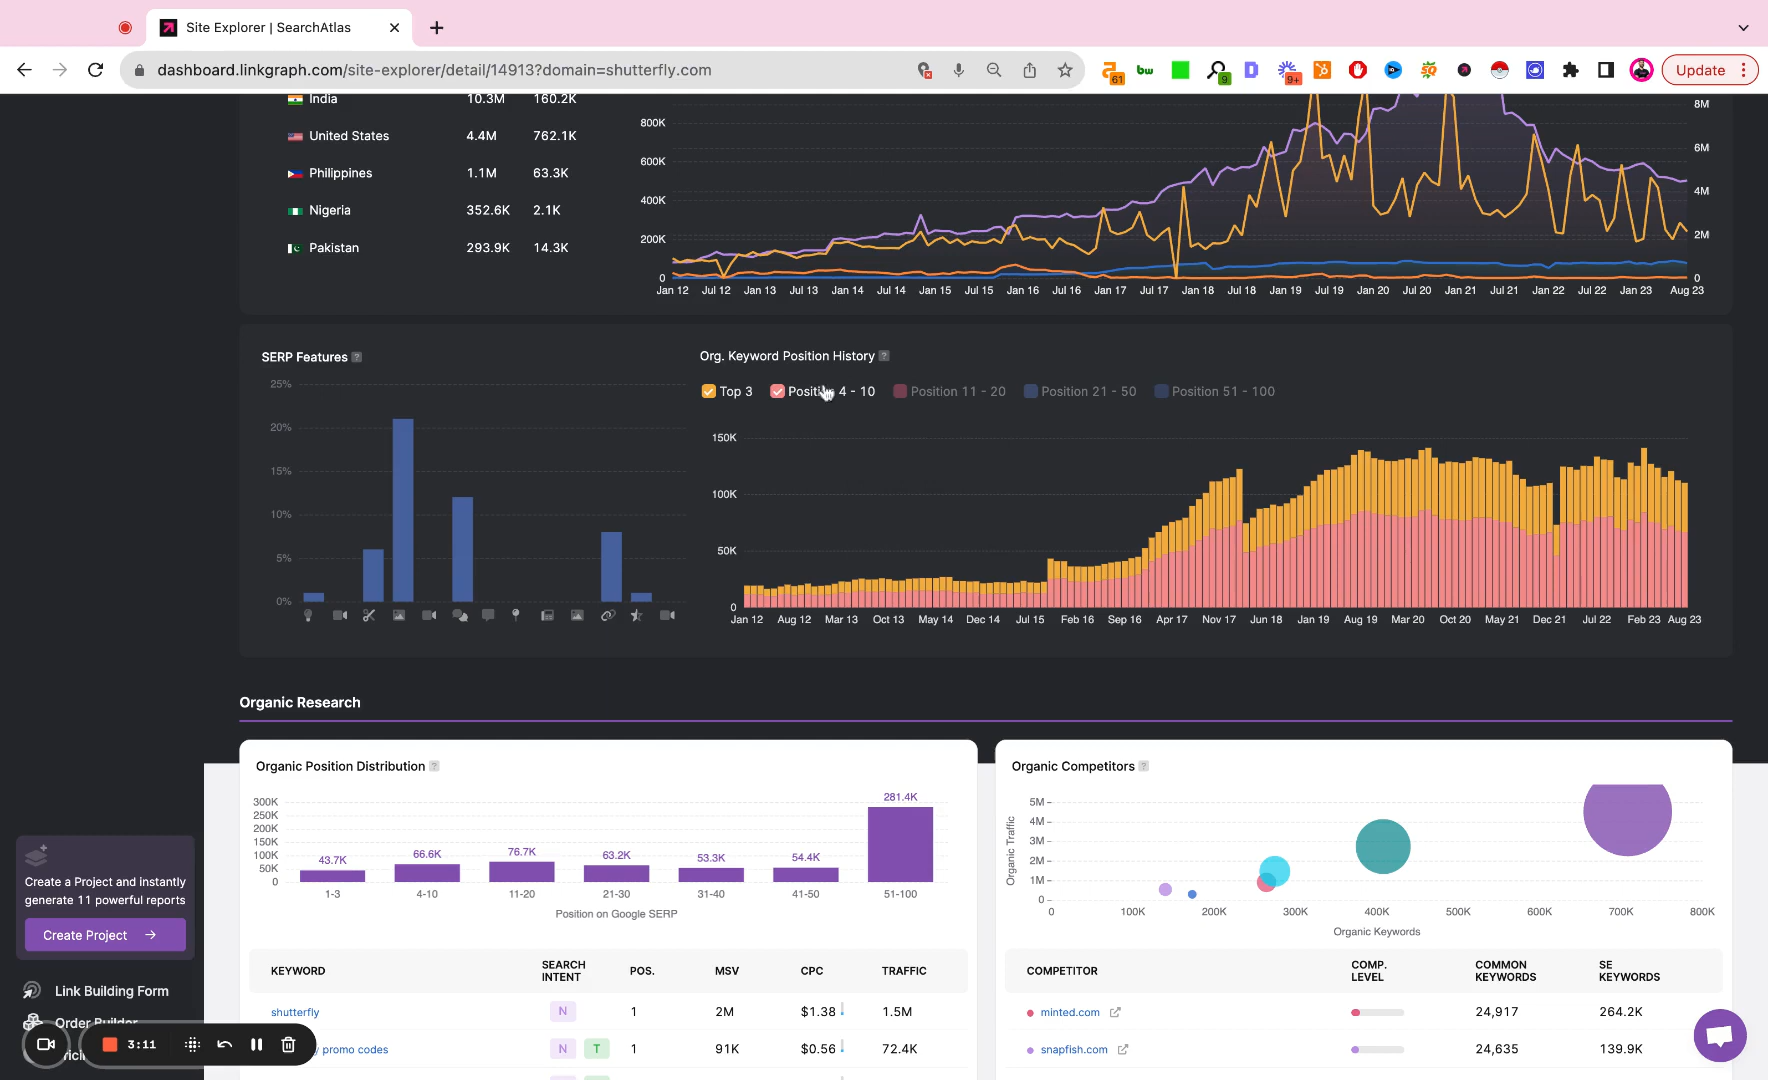 Site Explorer | SearchAtlas
dashboard.linkgraph.com/site-explorer/detail/14913?domain=shutterfly.com
61
bw
9
D
9+
Update
India 10.3M 160.2K
United States 4.4M 762.1K
Philippines 1.1M 63.3K
Nigeria 352.6K 2.1K
Pakistan 293.9K 14.3K
800K
600K
400K
200K
0
8M
6M
4M
2M
0
Jan 12 Jul 12 Jan 13 Jul 13 Jan 14 Jul 14 Jan 15 Jul 15 Jan 16 Jul 16 Jan 17 Jul 17 Jan 18 Jul 18 Jan 19 Jul 19 Jan 20 Jul 20 Jan 21 Jul 21 Jan 22 Jul 22 Jan 23 Aug 23
SERP Features ?
25%
20%
15%
10%
5%
0%
Org. Keyword Position History ?
Top 3 4 - 10 Position 11 - 20 Position 21 - 50 Position 51 - 100
150K
100K
50K
0
Jan 12 Aug 12 Mar 13 Oct 13 May 14 Dec 14 Jul 15 Feb 16 Sep 16 Apr 17 Nov 17 Jun 18 Jan 19 Aug 19 Mar 20 Oct 20 May 21 Dec 21 Jul 22 Feb 23 Aug 23
Organic Research
Organic Position Distribution ?
300K
250K
200K
150K
100K
50K
0
43.7K 66.6K 76.7K 63.2K 53.3K 54.4K 281.4K
1-3 4-10 11-20 21-30 31-40 41-50 51-100
Position on Google SERP
KEYWORD SEARCH INTENT POS. MSV CPC TRAFFIC
shutterfly N 1 2M $1.38 1.5M
promo codes N T 1 91K $0.56 72.4K
Organic Competitors ?
Organic Traffic
5M
4M
3M
2M
1M
0
0 100K 200K 300K 400K 500K 600K 700K 800K
Organic Keywords
COMPETITOR COMP. LEVEL COMMON KEYWORDS SE KEYWORDS
minted.com 24,917 264.2K
snapfish.com 24,635 139.9K
Create a Project and instantly
generate 11 powerful reports
Create Project
Link Building Form
Order Builder
3:11